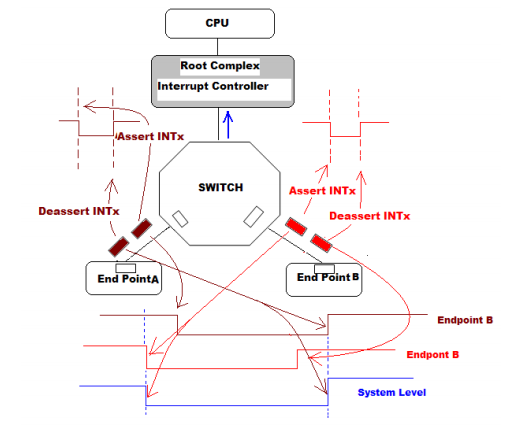 CPU
Root Complex
Interrupt Controller
Assert INTx
SWITCH
Assert INTx
Deassert INTx
Deassert INTx
End PointA
End Point B
Endpoint B
Endpont B
System Level